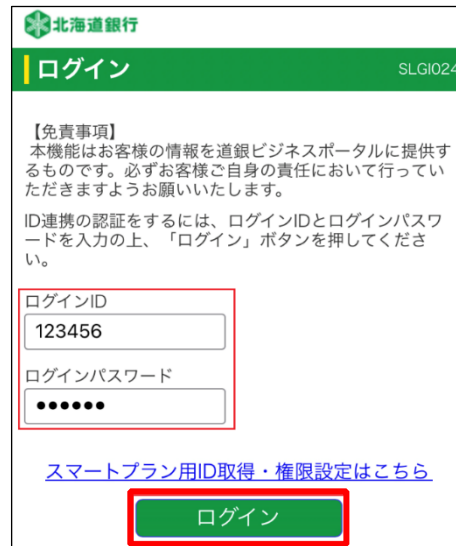 北海道銀行
ログイン
SLGI024
【免責事項】
本機能はお客様の情報を道銀ビジネスポータルに提供す
るものです。必ずお客様ご自身の責任において行ってい
ただきますようお願いいたします。
ID連携の認証をするには、ログインIDとログインパスワ
ードを入力の上、「ログイン」ボタンを押してくださ
い。
ログインID
123456
ログインパスワード
●●●●●●
スマートプラン用ID取得・権限設定はこちら
ログイン